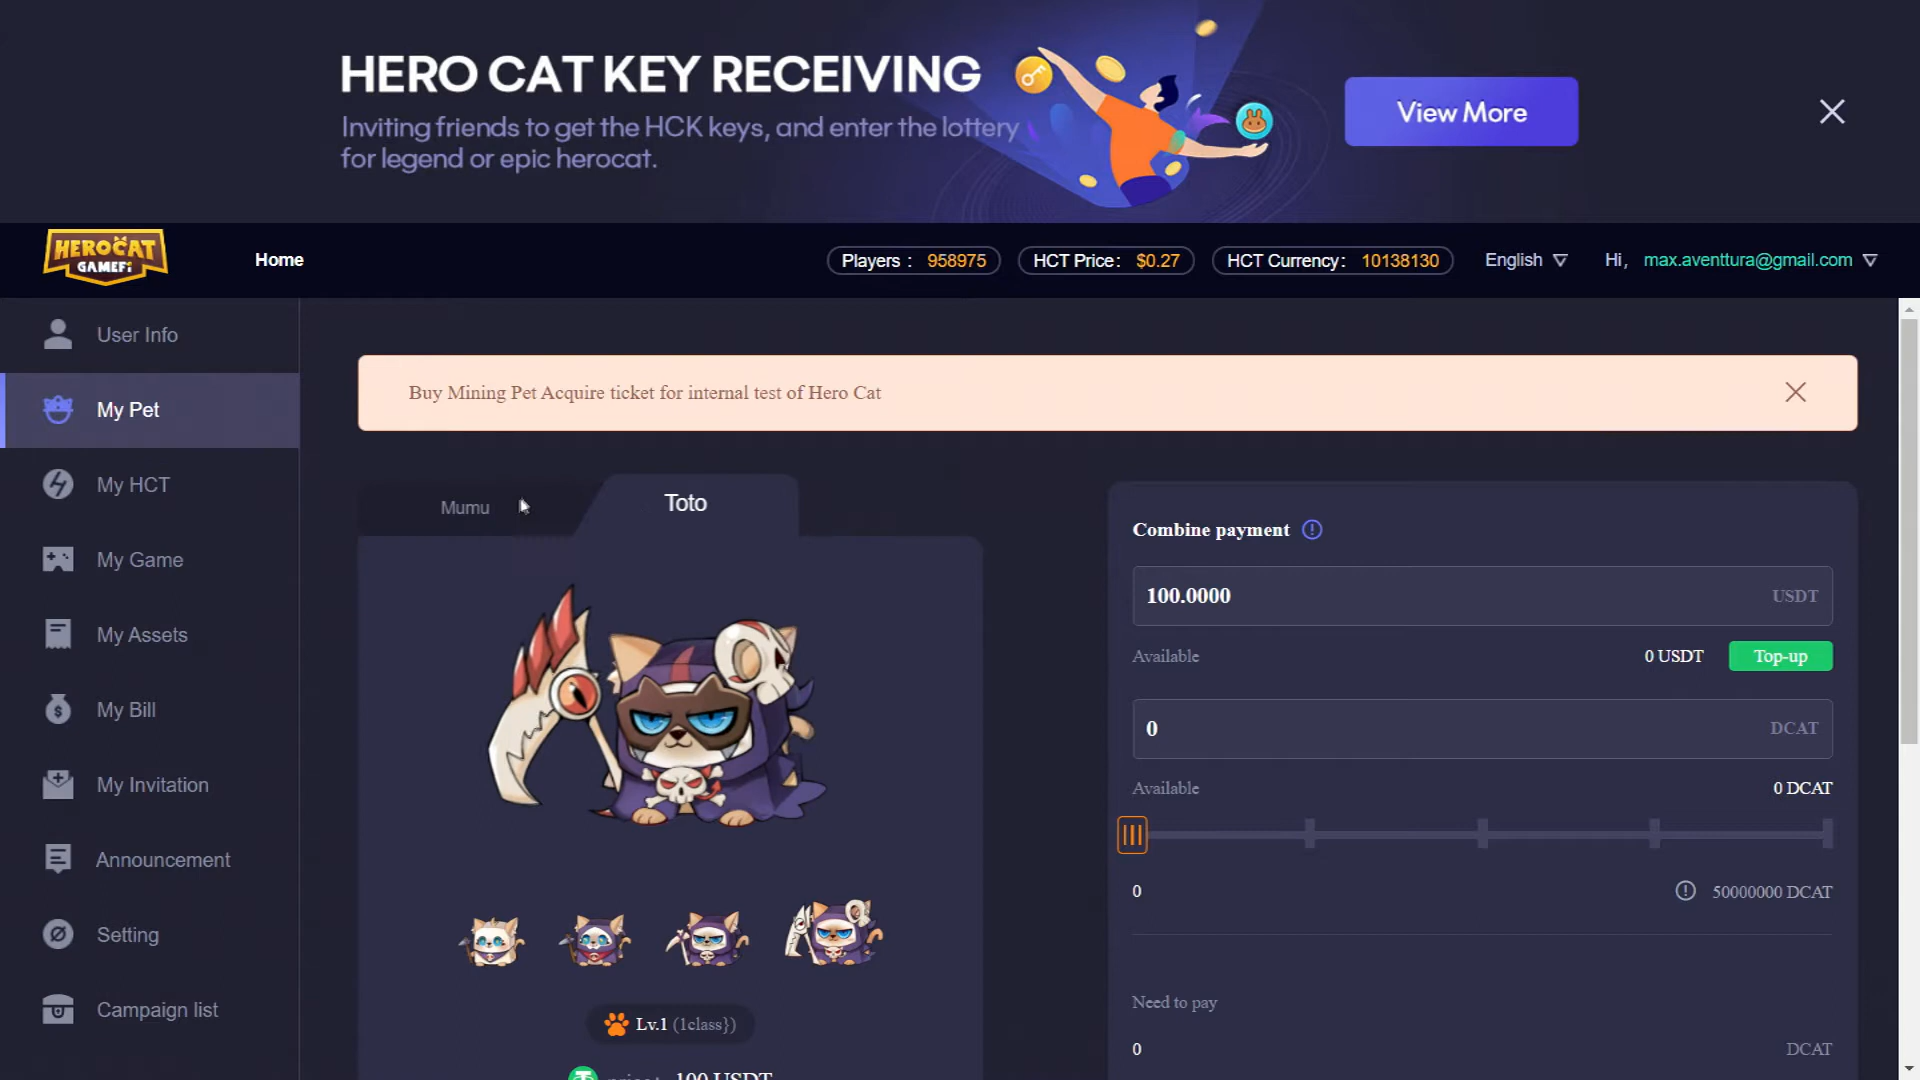 HERO CAT KEY RECEIVING
Inviting friends to get the HCK keys, and enter the lottery
for legend or epic herocat.
View More
HEROCAT
GAMEFI
Home
Players : 958975
HCT Price: $0.27
HCT Currency: 10138130
English
Hi, max.aventtura@gmail.com
User Info
My Pet
My HCT
My Game
My Assets
My Bill
My Invitation
Announcement
Setting
Campaign list
Buy Mining Pet Acquire ticket for internal test of Hero Cat
Mumu
Toto
Lv.1 (1class})
price: 100 USDT
Combine payment
100.0000 USDT
Available 0 USDT Top-up
0 DCAT
Available 0 DCAT
0 50000000 DCAT
Need to pay
0 DCAT